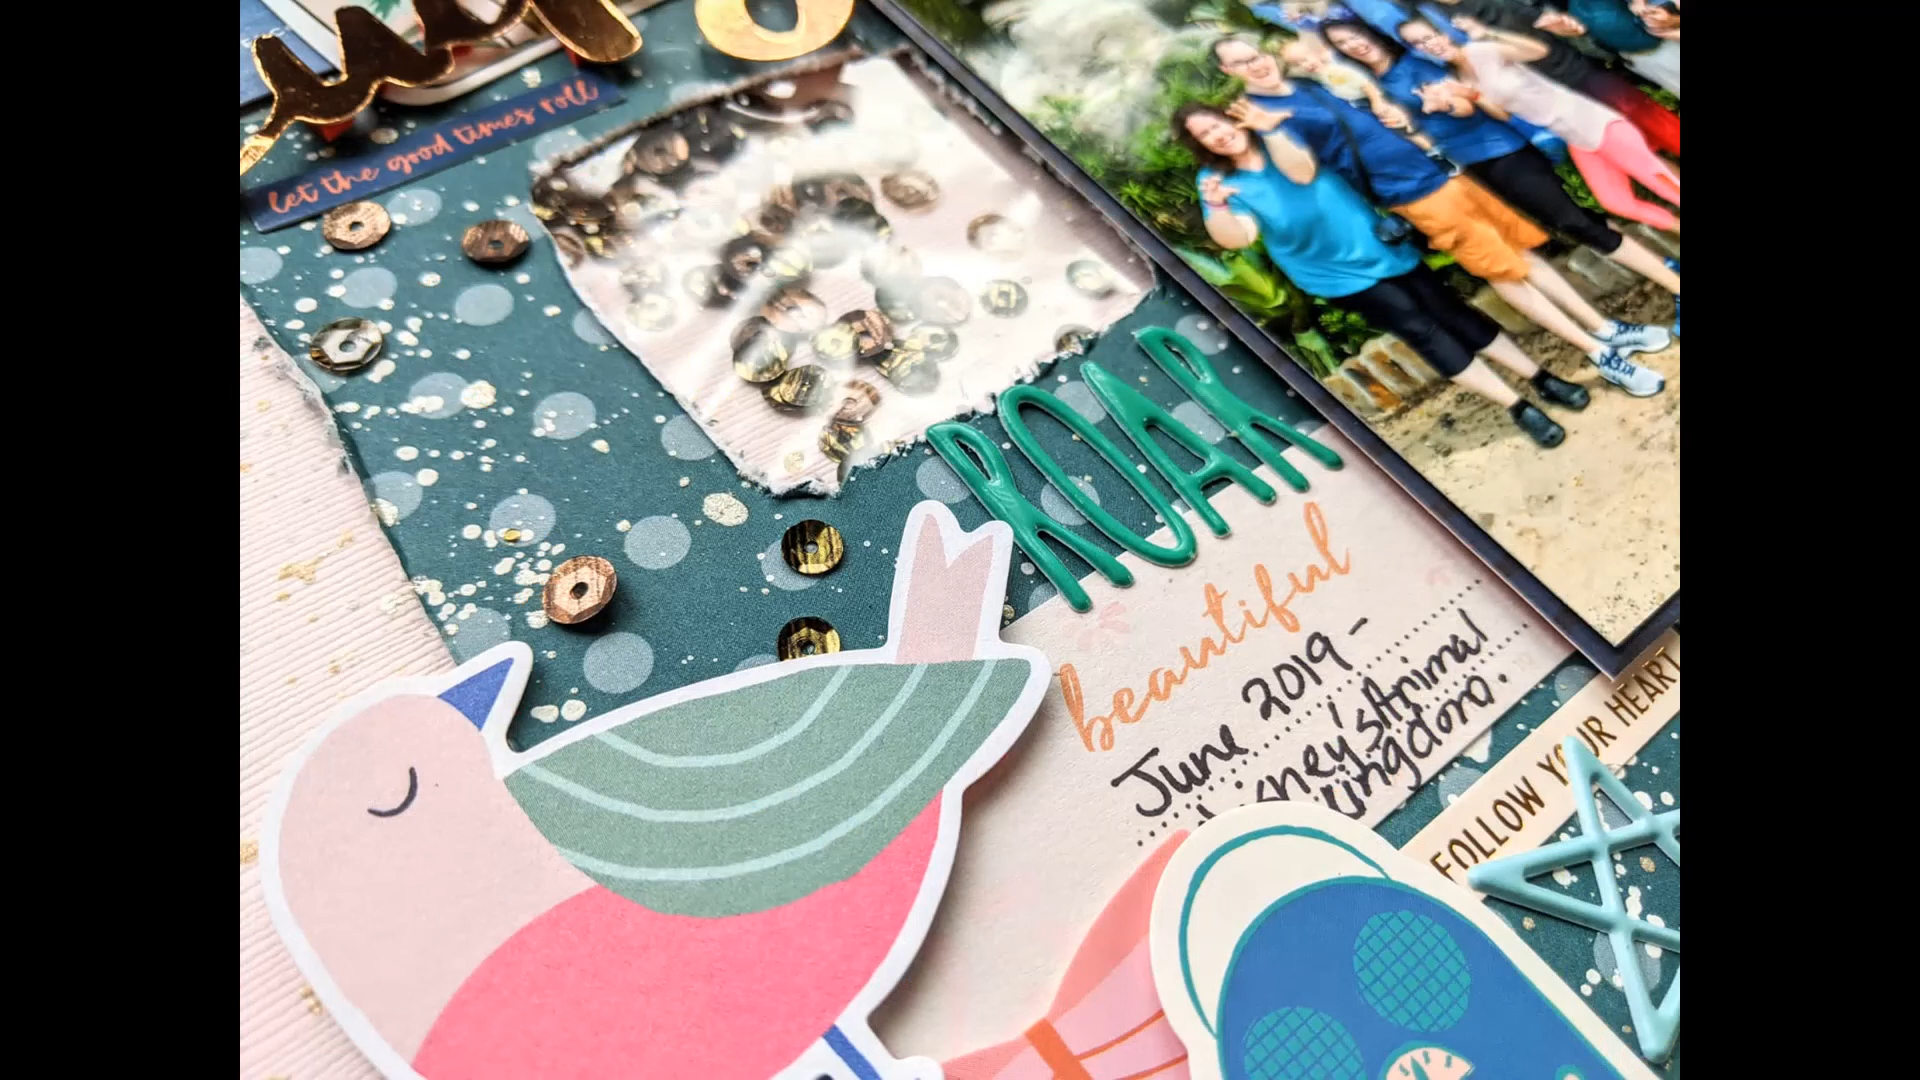 let the good times roll
ROAR
beautiful
June 2019 -
Disney's Animal
Kingdom.
FOLLOW YOUR HEART